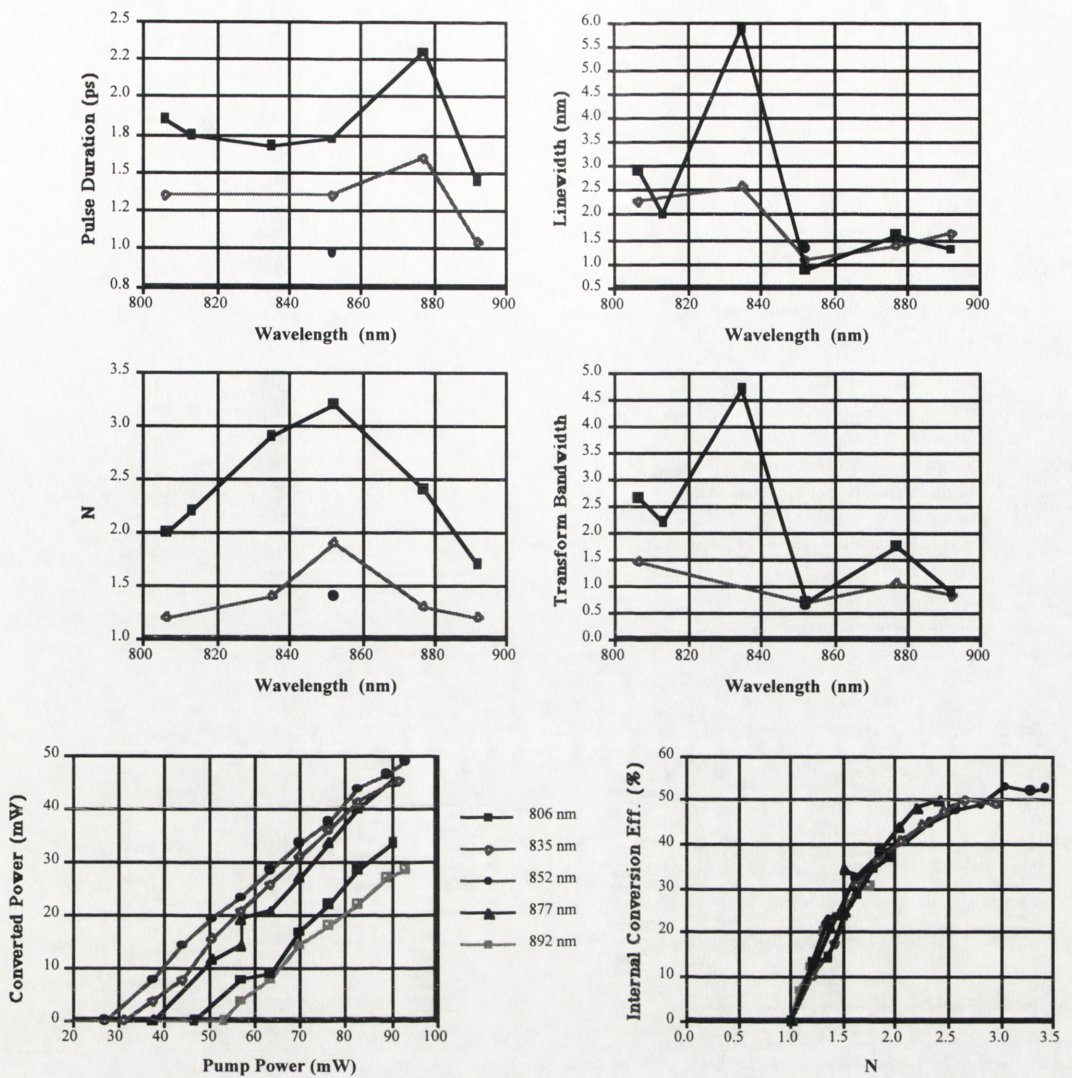 2.5
2.2
2.0
1.8
1.5
1.2
1.0
0.8
Pulse Duration (ps)
800 820 840 860 880 900
Wavelength (nm)
6.0
5.5
5.0
4.5
4.0
3.5
3.0
2.5
2.0
1.5
1.0
0.5
Linewidth (nm)
800 820 840 860 880 900
Wavelength (nm)
3.5
3.0
2.5
2.0
1.5
1.0
N
800 820 840 860 880 900
Wavelength (nm)
5.0
4.5
4.0
3.5
3.0
2.5
2.0
1.5
1.0
0.5
0.0
Transform Bandwidth
800 820 840 860 880 900
Wavelength (nm)
50
40
30
20
10
0
Converted Power (mW)
20 30 40 50 60 70 80 90 100
Pump Power (mW)
806 nm
835 nm
852 nm
877 nm
892 nm
60
50
40
30
20
10
0
Internal Conversion Eff. (%)
0.0 0.5 1.0 1.5 2.0 2.5 3.0 3.5
N